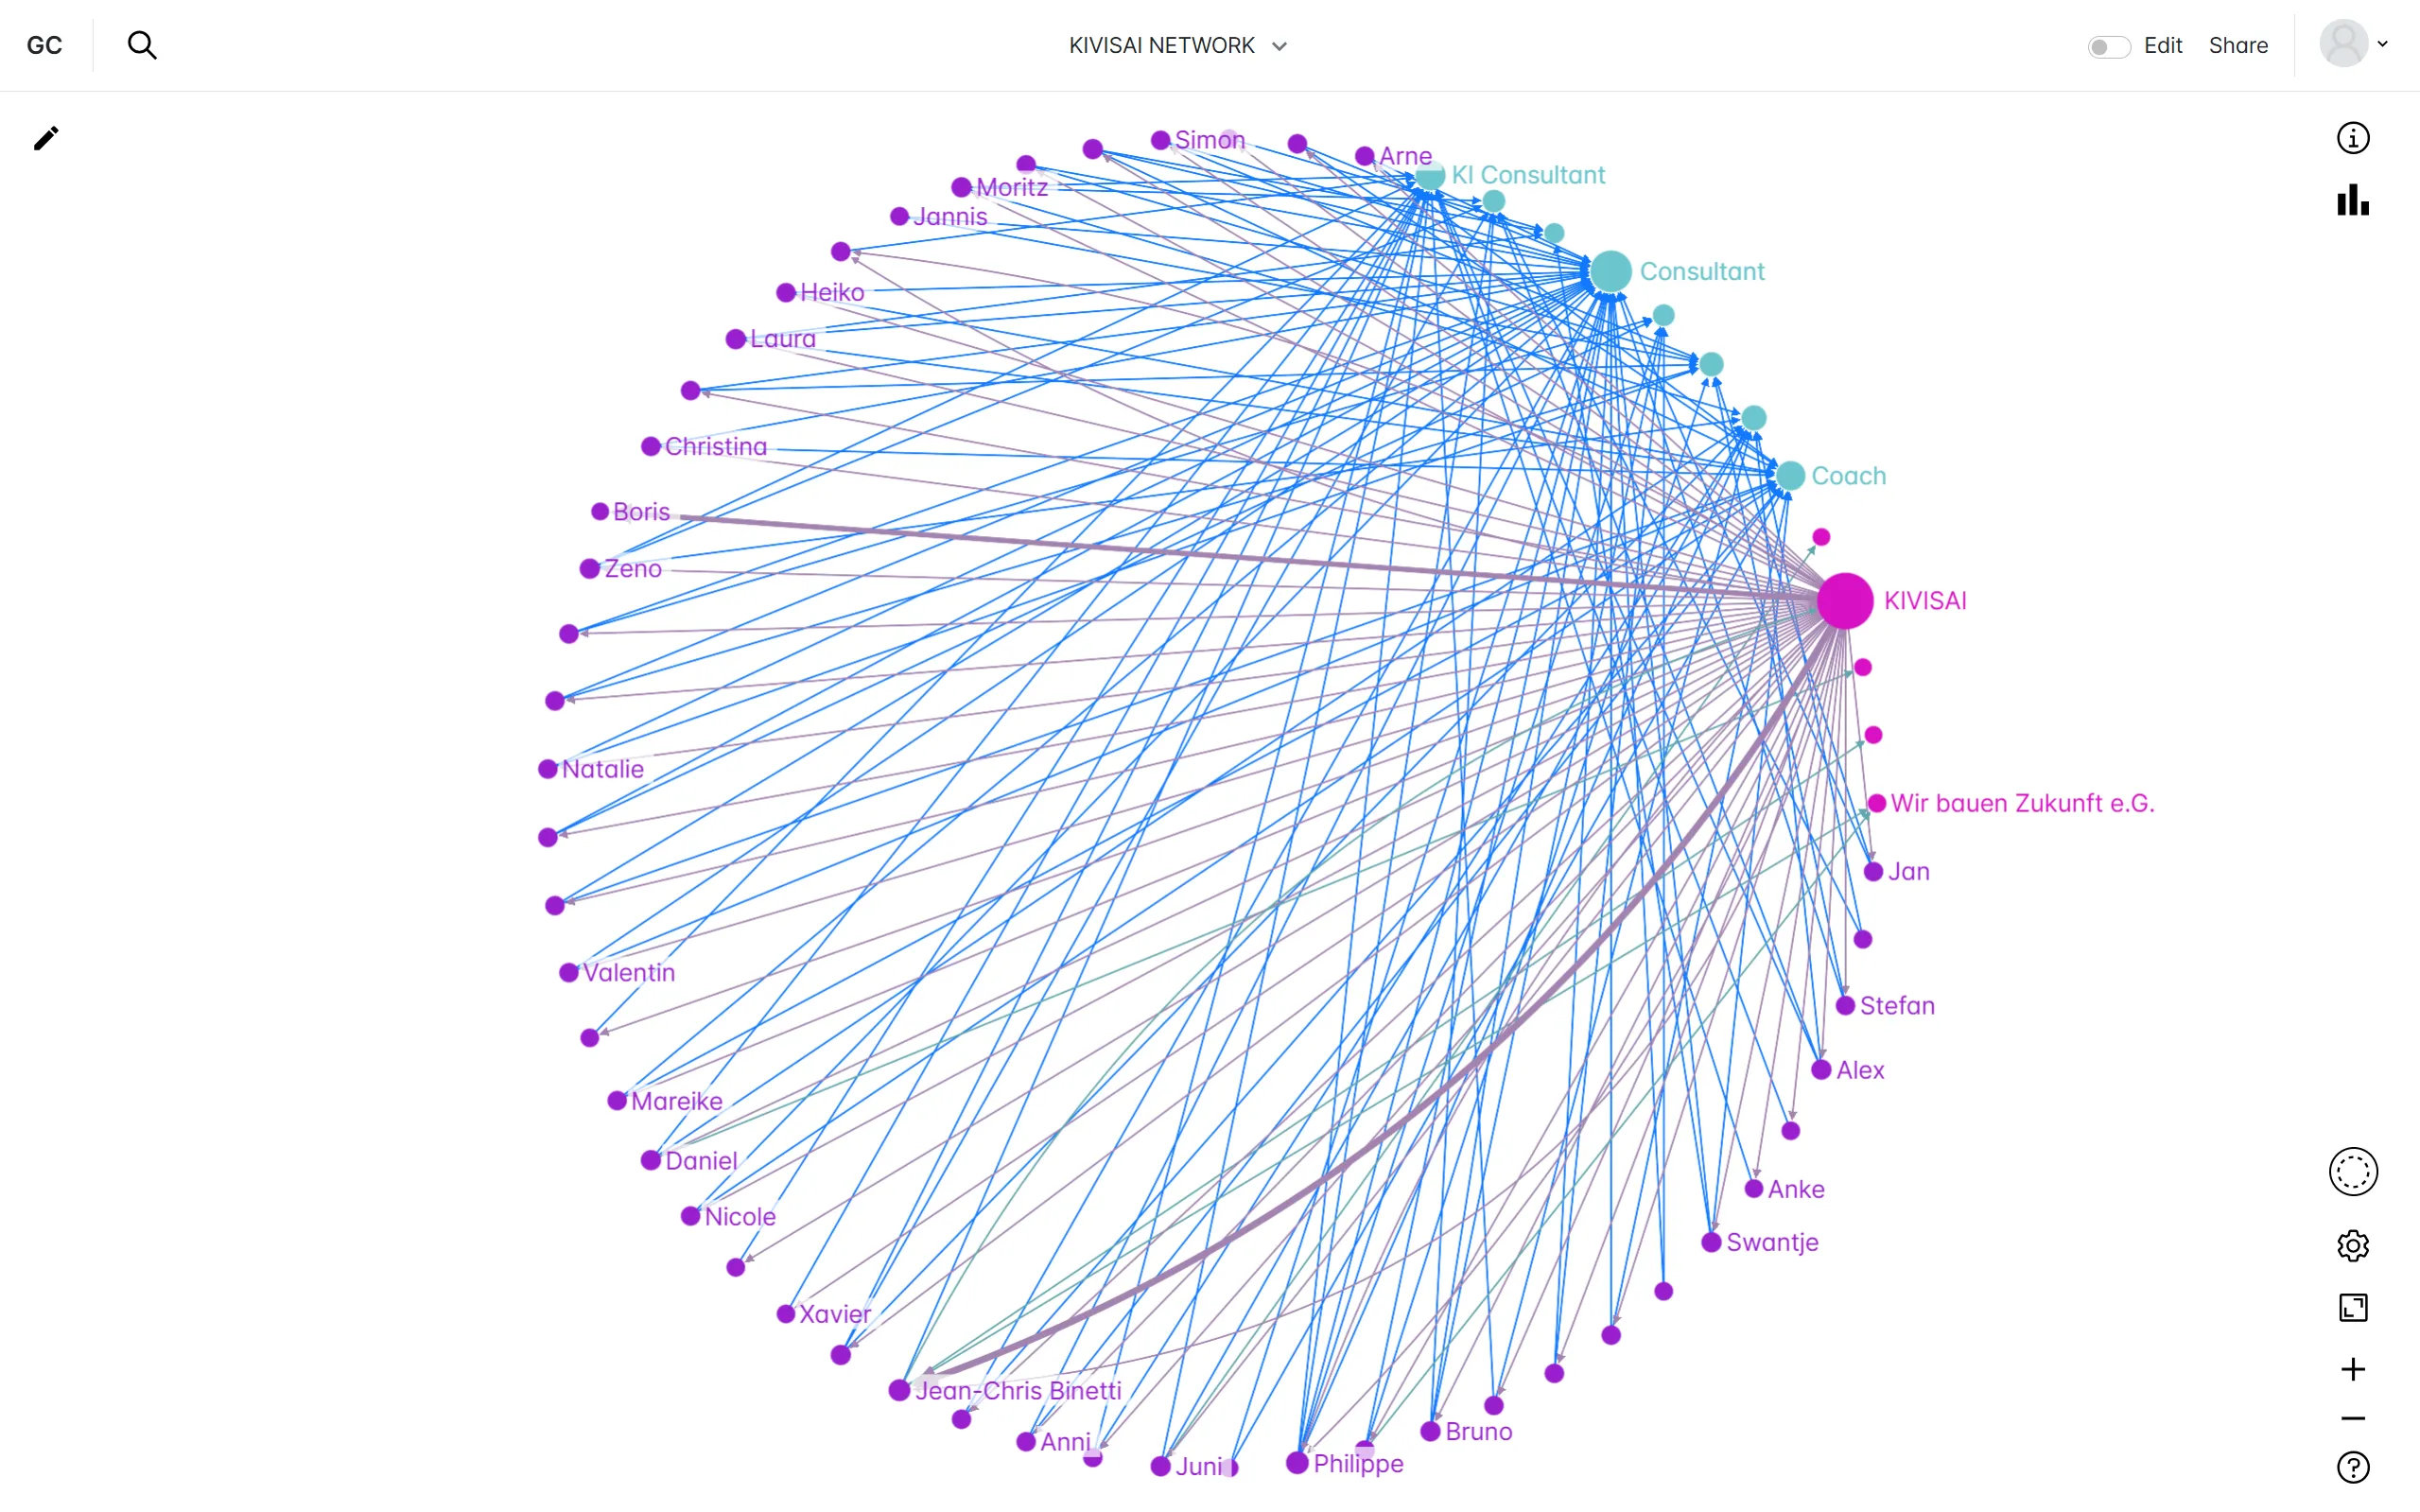 GC
KIVISAI NETWORK
Edit
Share
Simon
Arne
KI Consultant
Moritz
Jannis
Consultant
Heiko
Laura
Christina
Coach
Boris
Zeno
KIVISAI
Natalie
Wir bauen Zukunft e.G.
Jan
Valentin
Stefan
Alex
Mareike
Daniel
Anke
Nicole
Swantje
Xavier
Jean-Chris Binetti
Bruno
Anni
Philippe
Juni